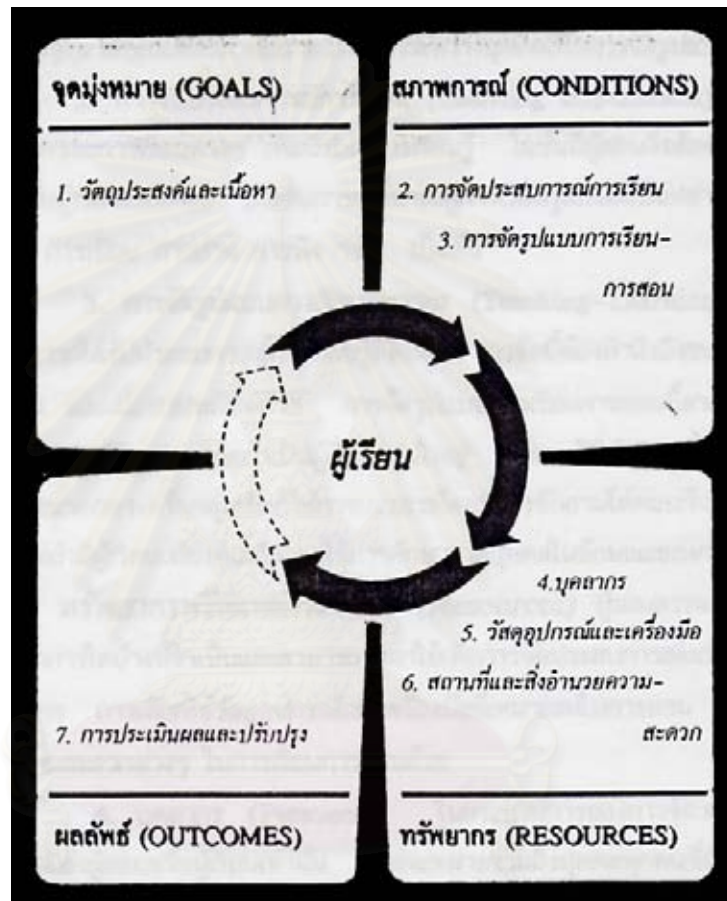 จุดมุ่งหมาย (GOALS)
1. วัตถุประสงค์และเนื้อหา
สภาพการณ์ (CONDITIONS)
2. การจัดประสบการณ์การเรียน
3. การจัดรูปแบบการเรียน-
การสอน
ผู้เรียน
4.บุคลากร
5. วัสดุอุปกรณ์และเครื่องมือ
6. สถานที่และสิ่งอำนวยความ-
สะดวก
ทรัพยากร (RESOURCES)
7. การประเมินผลและปรับปรุง
ผลลัพธ์ (OUTCOMES)